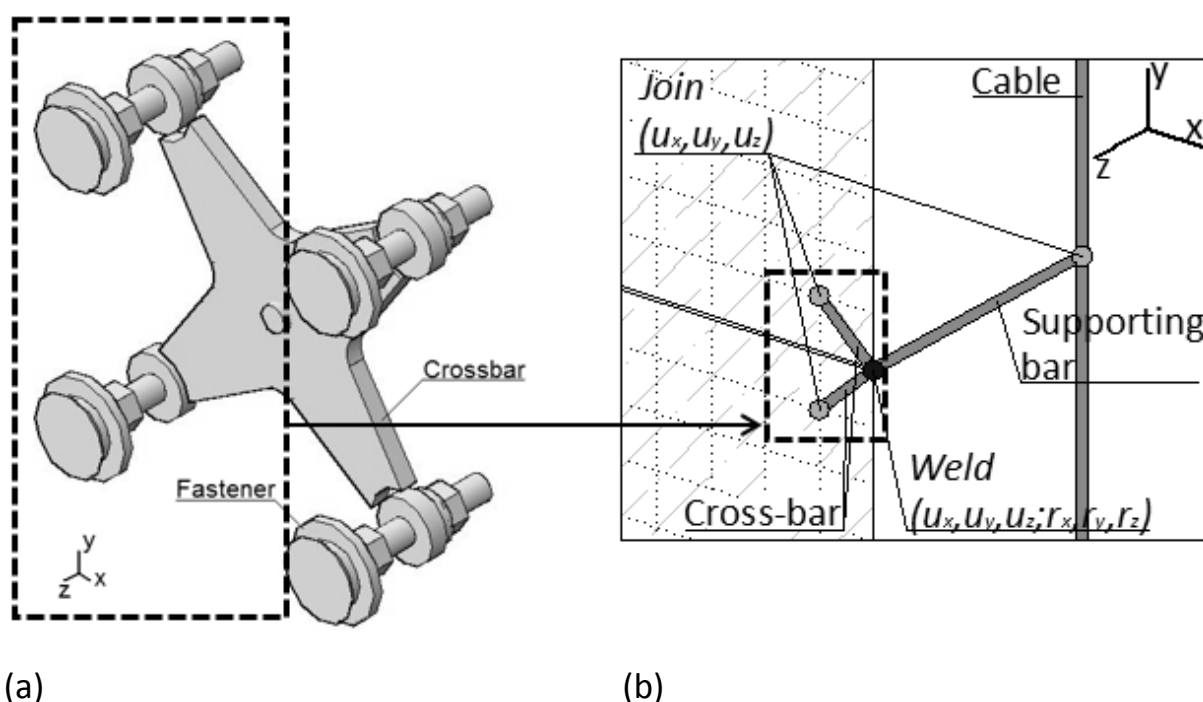 Crossbar
Fastener
y
z x
(a)
Join
(ux,uy,uz)
Cable
y
x
z
Supporting
bar
Weld
Cross-bar
(ux,uy,uz;rx,ry,rz)
(b)